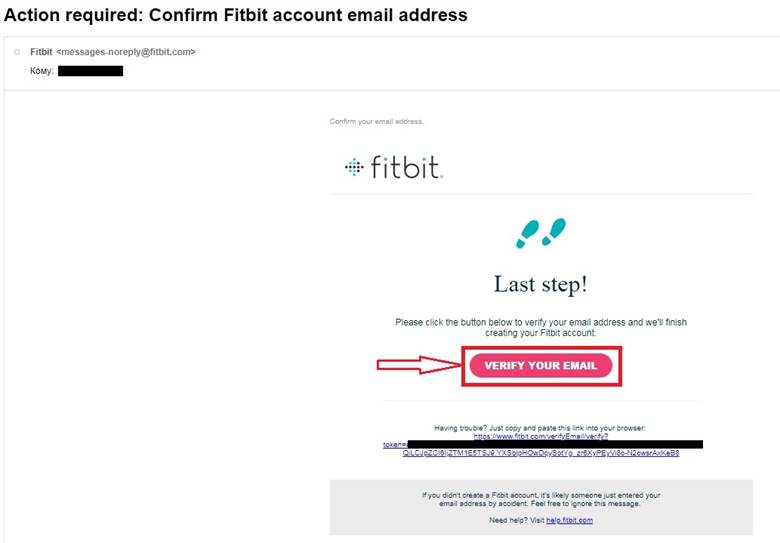 Action required: Confirm Fitbit account email address
Fitbit <messages-noreply@fitbit.com>
Кому:
Confirm your email address.
fitbit.
Last step!
Please click the button below to verify your email address and we'll finish
creating your Fitbit account.
VERIFY YOUR EMAIL
Having trouble? Just copy and paste this link into your browser:
https://www.fitbit.com/verifyEmail/verify?
token=
If you didn't create a Fitbit account, it's likely someone just entered your
email address by accident. Feel free to ignore this message.
Need help? Visit help.fitbit.com